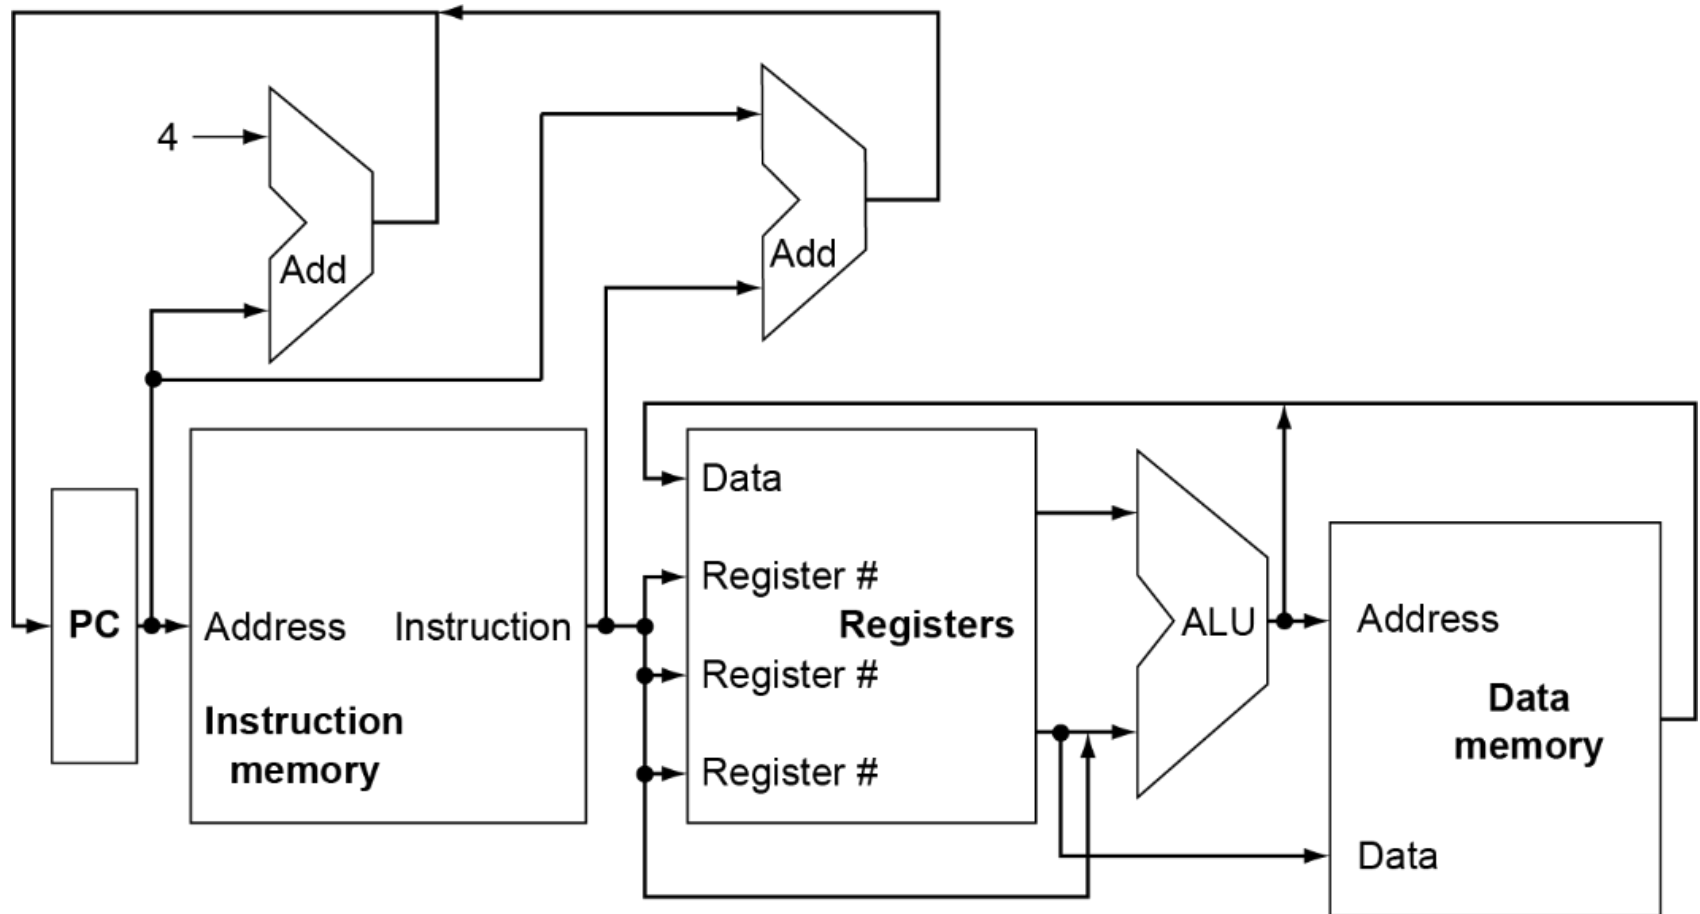 4
Add
Add
PC
Address
Instruction
Instruction
memory
Data
Register #
Register #
Register #
Registers
ALU
Address
Data
memory
Data